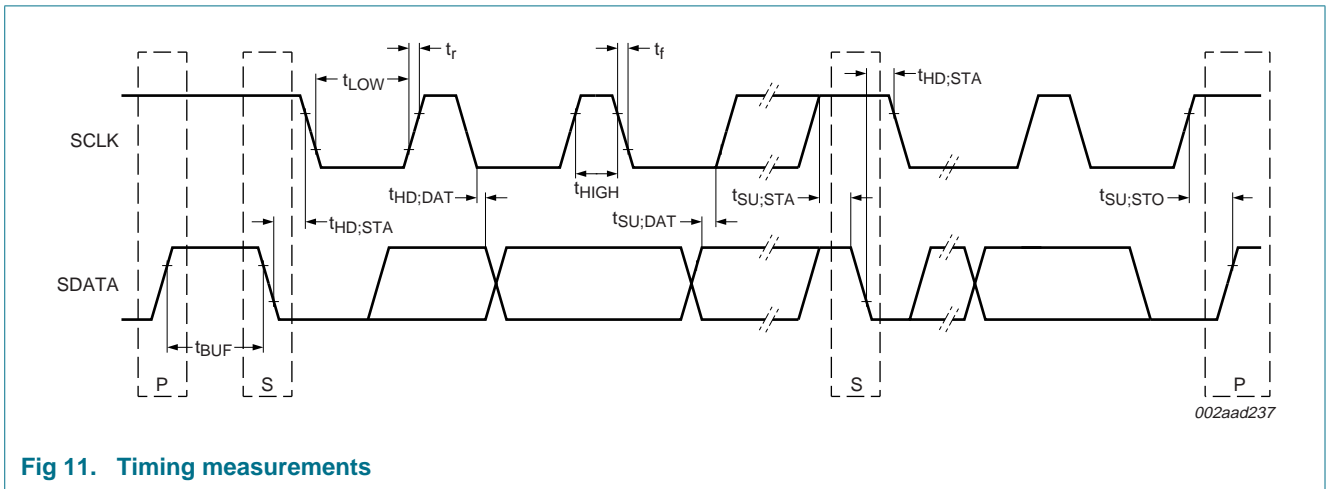 tr
tf
tHD;STA
tLOW
SCLK
tHIGH
tHD;DAT
tSU;STA
tSU;STO
tHD;STA
tSU;DAT
SDATA
tBUF
P
S
S
P
002aad237
Fig 11. Timing measurements